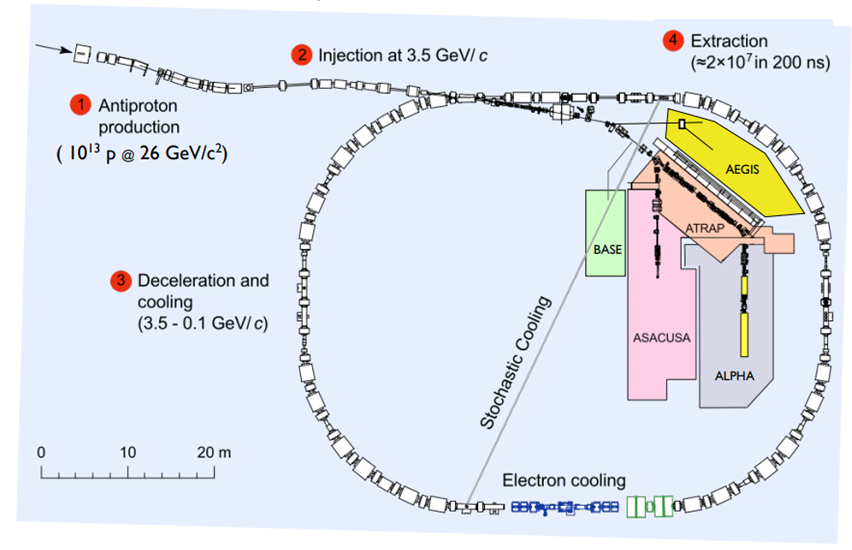 1 Antiproton
production
( 10¹³ p @ 26 GeV/c²)
2 Injection at 3.5 GeV/ c
3 Deceleration and
cooling
(3.5 - 0.1 GeV/ c)
4 Extraction
(≈2×10⁷ in 200 ns)
AEGIS
ATRAP
BASE
ASACUSA
ALPHA
Stochastic Cooling
Electron cooling
0 10 20 m